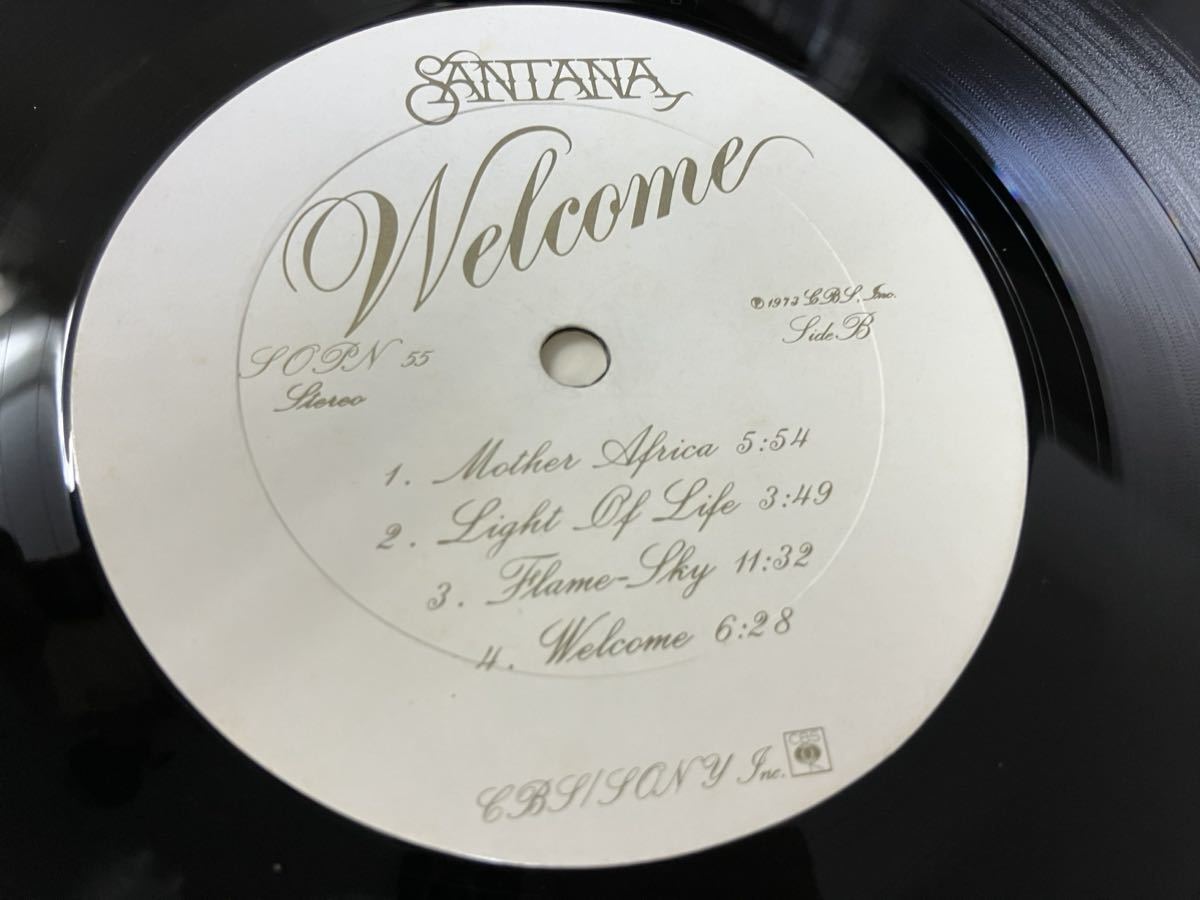 SANTANA
Welcome
℗ 1973 CBS, Inc.
Side B
SOPN 55
Stereo
1. Mother Africa 5:54
2. Light Of Life 3:49
3. Flame-Sky 11:32
4. Welcome 6:28
CBS/SONY Inc.
CBS